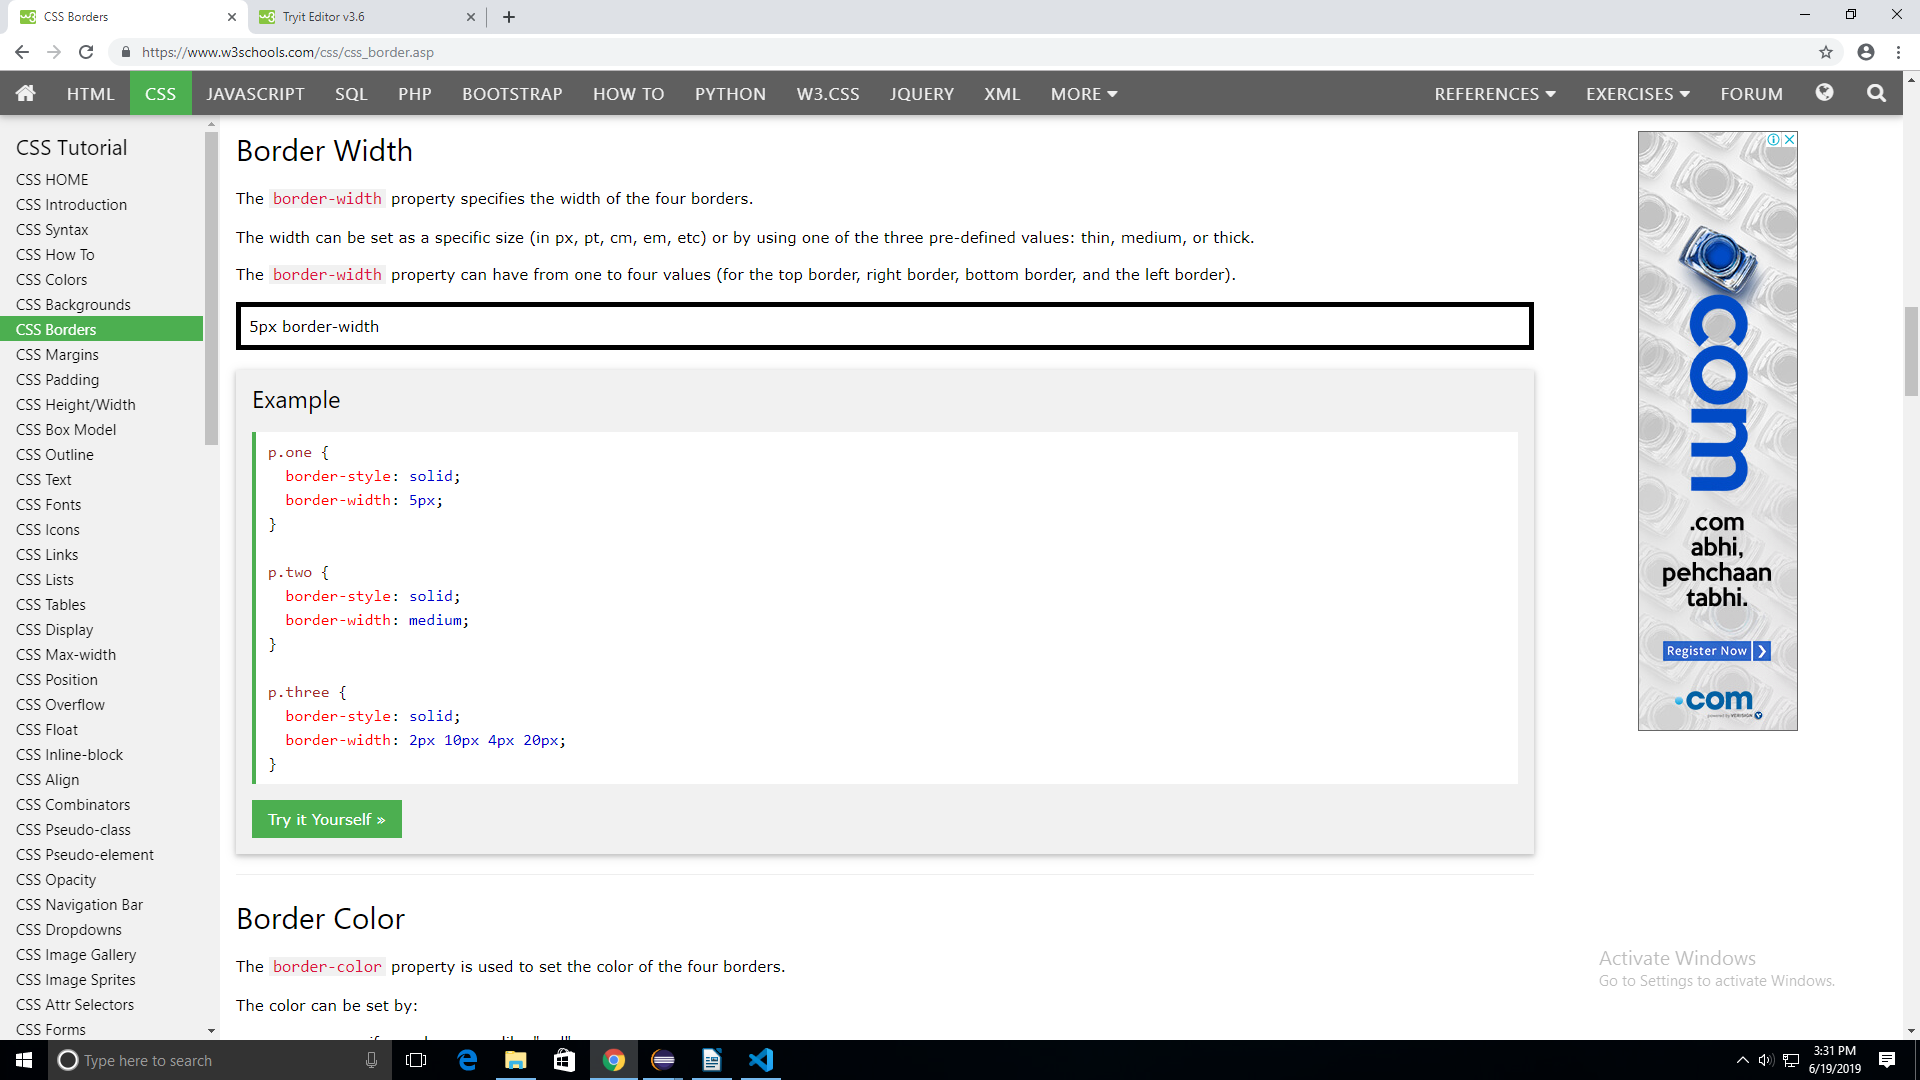 CSS Borders
Tryit Editor v3.6
https://www.w3schools.com/css/css_border.asp
HTML
CSS
JAVASCRIPT
SQL
PHP
BOOTSTRAP
HOW TO
PYTHON
W3.CSS
JQUERY
XML
MORE
REFERENCES
EXERCISES
FORUM
CSS Tutorial
CSS HOME
CSS Introduction
CSS Syntax
CSS How To
CSS Colors
CSS Backgrounds
CSS Borders
CSS Margins
CSS Padding
CSS Height/Width
CSS Box Model
CSS Outline
CSS Text
CSS Fonts
CSS Icons
CSS Links
CSS Lists
CSS Tables
CSS Display
CSS Max-width
CSS Position
CSS Overflow
CSS Float
CSS Inline-block
CSS Align
CSS Combinators
CSS Pseudo-class
CSS Pseudo-element
CSS Opacity
CSS Navigation Bar
CSS Dropdowns
CSS Image Gallery
CSS Image Sprites
CSS Attr Selectors
CSS Forms
Border Width
The border-width property specifies the width of the four borders.
The width can be set as a specific size (in px, pt, cm, em, etc) or by using one of the three pre-defined values: thin, medium, or thick.
The border-width property can have from one to four values (for the top border, right border, bottom border, and the left border).
5px border-width
Example
p.one {
border-style: solid;
border-width: 5px;
}
p.two {
border-style: solid;
border-width: medium;
}
p.three {
border-style: solid;
border-width: 2px 10px 4px 20px;
}
Try it Yourself »
Border Color
The border-color property is used to set the color of the four borders.
The color can be set by:
com
.com
abhi,
pehchaan
tabhi.
Register Now
.com
powered by VERISIGN
Activate Windows
Go to Settings to activate Windows.
Type here to search
3:31 PM
6/19/2019